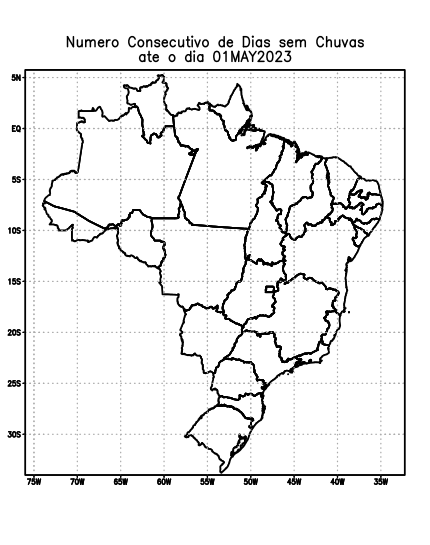 Numero Consecutivo de Dias sem Chuvas
ate o dia 01MAY2023
5N
EQ
5S
10S
15S
20S
25S
30S
75W 70W 65W 60W 55W 50W 45W 40W 35W